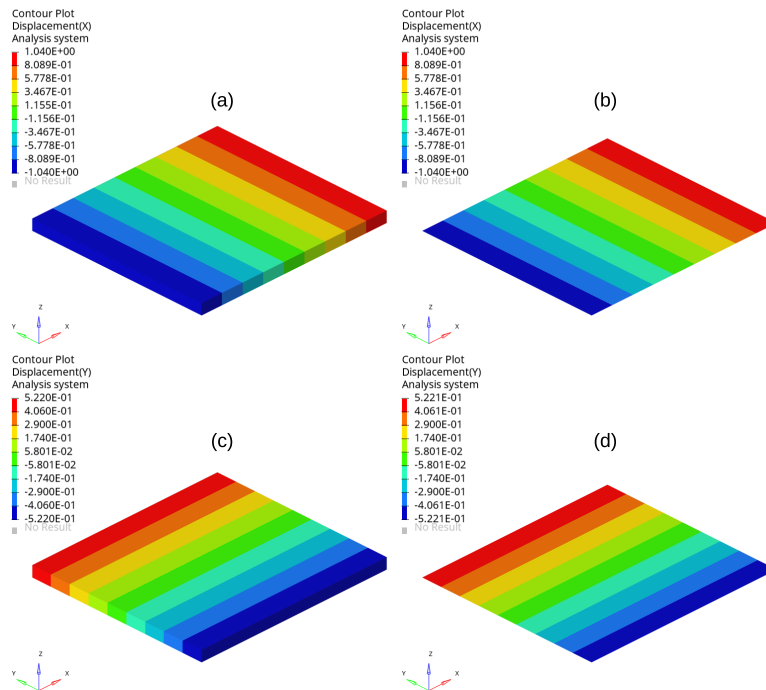 Contour Plot
Displacement(X)
Analysis system
1.040E+00
8.089E-01
5.778E-01
3.467E-01
1.155E-01
-1.156E-01
-3.467E-01
-5.778E-01
-8.089E-01
-1.040E+00
No Result
(a)
Z
Y
X
Contour Plot
Displacement(X)
Analysis system
1.040E+00
8.089E-01
5.778E-01
3.467E-01
1.155E-01
-1.156E-01
-3.467E-01
-5.778E-01
-8.089E-01
-1.040E+00
No Result
(b)
Z
Y
X
Contour Plot
Displacement(Y)
Analysis system
5.220E-01
4.060E-01
2.900E-01
1.740E-01
5.801E-02
-5.801E-02
-1.740E-01
-2.900E-01
-4.060E-01
-5.220E-01
No Result
(c)
Z
Y
X
Contour Plot
Displacement(Y)
Analysis system
5.221E-01
4.061E-01
2.900E-01
1.740E-01
5.801E-02
-5.801E-02
-1.740E-01
-2.900E-01
-4.061E-01
-5.221E-01
No Result
(d)
Z
Y
X